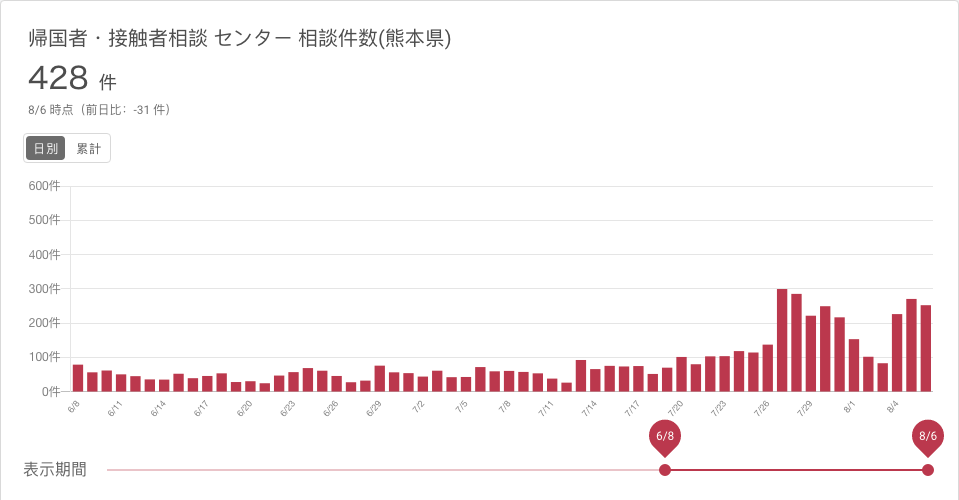 帰国者・接触者相談 センター 相談件数(熊本県)
428 件
8/6 時点（前日比：-31 件）
日別 累計
600件
500件
400件
300件
200件
100件
0件
6/8 6/11 6/14 6/17 6/20 6/23 6/26 6/29 7/2 7/5 7/8 7/11 7/14 7/17 7/20 7/23 7/26 7/29 8/1 8/4
6/8 8/6
表示期間